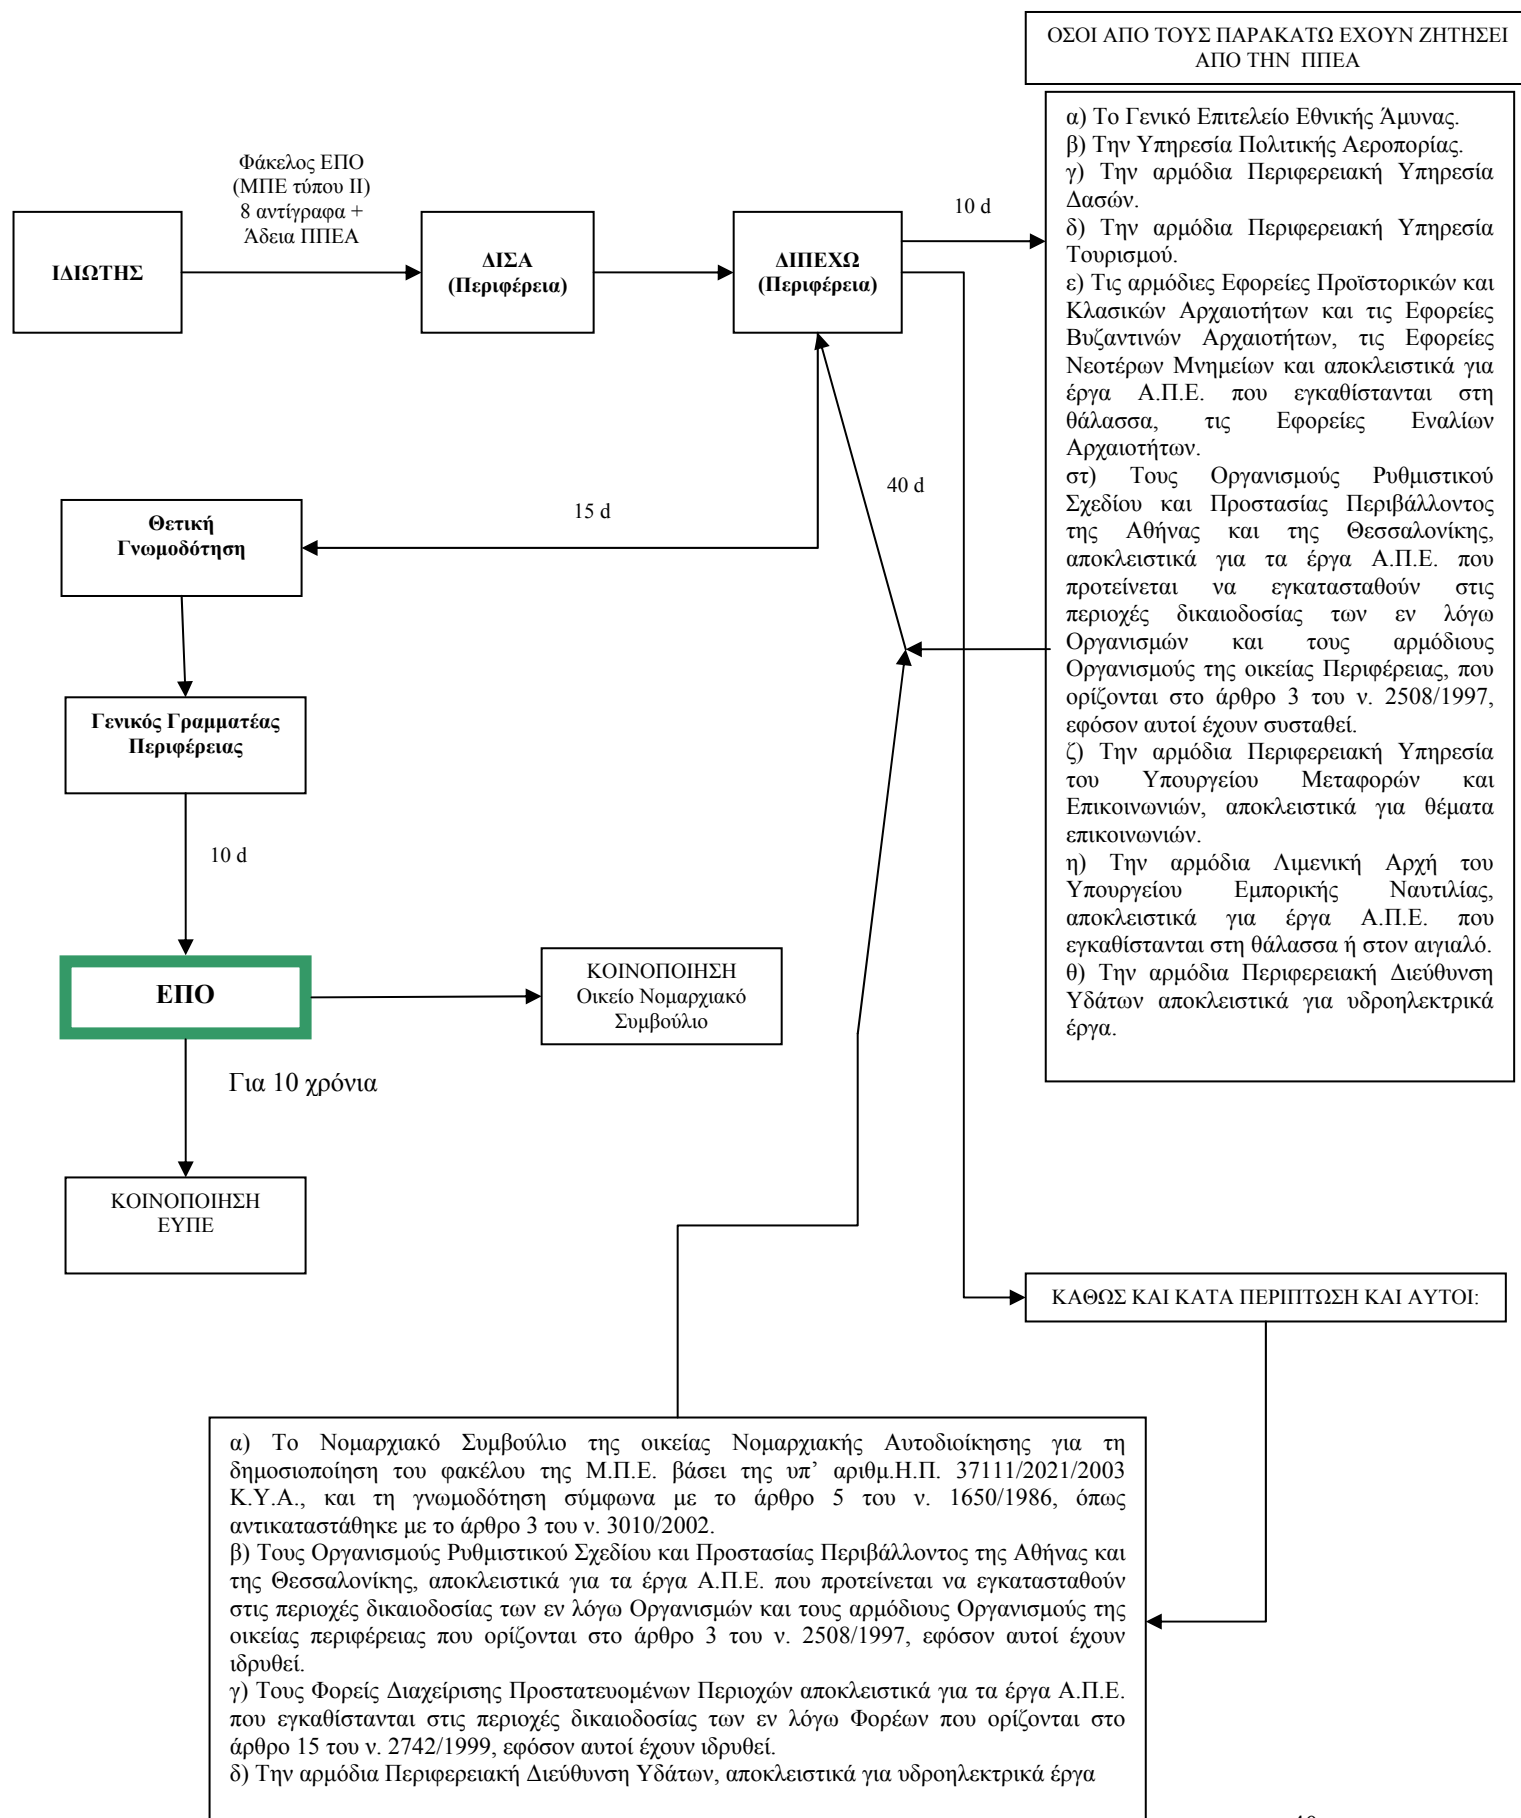 ΟΣΟΙ ΑΠΟ ΤΟΥΣ ΠΑΡΑΚΑΤΩ ΕΧΟΥΝ ΖΗΤΗΣΕΙ
ΑΠΟ ΤΗΝ ΠΠΕΑ
Φάκελος ΕΠΟ
(ΜΠΕ τύπου ΙΙ)
8 αντίγραφα +
Άδεια ΠΠΕΑ
ΙΔΙΩΤΗΣ
ΔΙΣΑ
(Περιφέρεια)
ΔΙΠΕΧΩ
(Περιφέρεια)
10 d
α) Το Γενικό Επιτελείο Εθνικής Άμυνας.
β) Την Υπηρεσία Πολιτικής Αεροπορίας.
γ) Την αρμόδια Περιφερειακή Υπηρεσία
Δασών.
δ) Την αρμόδια Περιφερειακή Υπηρεσία
Τουρισμού.
ε) Τις αρμόδιες Εφορείες Προϊστορικών και
Κλασικών Αρχαιοτήτων και τις Εφορείες
Βυζαντινών Αρχαιοτήτων, τις Εφορείες
Νεοτέρων Μνημείων και αποκλειστικά για
έργα Α.Π.Ε. που εγκαθίστανται στη
θάλασσα, τις Εφορείες Εναλίων
Αρχαιοτήτων.
στ) Τους Οργανισμούς Ρυθμιστικού
Σχεδίου και Προστασίας Περιβάλλοντος
της Αθήνας και της Θεσσαλονίκης,
αποκλειστικά για τα έργα Α.Π.Ε. που
προτείνεται να εγκατασταθούν στις
περιοχές δικαιοδοσίας των εν λόγω
Οργανισμών και τους αρμόδιους
Οργανισμούς της οικείας Περιφέρειας, που
ορίζονται στο άρθρο 3 του ν. 2508/1997,
εφόσον αυτοί έχουν συσταθεί.
ζ) Την αρμόδια Περιφερειακή Υπηρεσία
του Υπουργείου Μεταφορών και
Επικοινωνιών, αποκλειστικά για θέματα
επικοινωνιών.
η) Την αρμόδια Λιμενική Αρχή του
Υπουργείου Εμπορικής Ναυτιλίας,
αποκλειστικά για έργα Α.Π.Ε. που
εγκαθίστανται στη θάλασσα ή στον αιγιαλό.
θ) Την αρμόδια Περιφερειακή Διεύθυνση
Υδάτων αποκλειστικά για υδροηλεκτρικά
έργα.
40 d
15 d
Θετική
Γνωμοδότηση
Γενικός Γραμματέας
Περιφέρειας
10 d
ΕΠΟ
ΚΟΙΝΟΠΟΙΗΣΗ
Οικείο Νομαρχιακό
Συμβούλιο
Για 10 χρόνια
ΚΟΙΝΟΠΟΙΗΣΗ
ΕΥΠΕ
ΚΑΘΩΣ ΚΑΙ ΚΑΤΑ ΠΕΡΙΠΤΩΣΗ ΚΑΙ ΑΥΤΟΙ:
α) Το Νομαρχιακό Συμβούλιο της οικείας Νομαρχιακής Αυτοδιοίκησης για τη
δημοσιοποίηση του φακέλου της Μ.Π.Ε. βάσει της υπ’ αριθμ.Η.Π. 37111/2021/2003
Κ.Υ.Α., και τη γνωμοδότηση σύμφωνα με το άρθρο 5 του ν. 1650/1986, όπως
αντικαταστάθηκε με το άρθρο 3 του ν. 3010/2002.
β) Τους Οργανισμούς Ρυθμιστικού Σχεδίου και Προστασίας Περιβάλλοντος της Αθήνας και
της Θεσσαλονίκης, αποκλειστικά για τα έργα Α.Π.Ε. που προτείνεται να εγκατασταθούν
στις περιοχές δικαιοδοσίας των εν λόγω Οργανισμών και τους αρμόδιους Οργανισμούς της
οικείας περιφέρειας που ορίζονται στο άρθρο 3 του ν. 2508/1997, εφόσον αυτοί έχουν
ιδρυθεί.
γ) Τους Φορείς Διαχείρισης Προστατευομένων Περιοχών αποκλειστικά για τα έργα Α.Π.Ε.
που εγκαθίστανται στις περιοχές δικαιοδοσίας των εν λόγω Φορέων που ορίζονται στο
άρθρο 15 του ν. 2742/1999, εφόσον αυτοί έχουν ιδρυθεί.
δ) Την αρμόδια Περιφερειακή Διεύθυνση Υδάτων, αποκλειστικά για υδροηλεκτρικά έργα